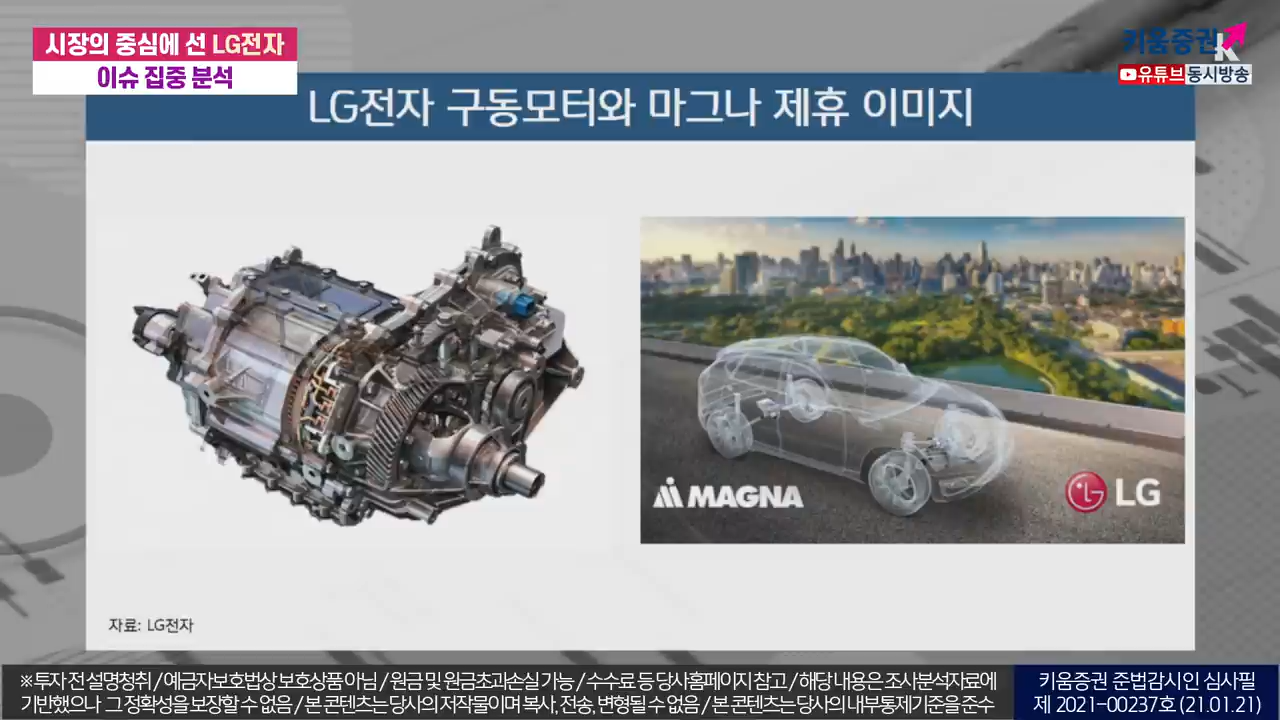 시장의 중심에 선 LG전자
이슈 집중 분석
키움증권
유튜브동시방송
LG전자 구동모터와 마그나 제휴 이미지
MAGNA
LG
자료: LG전자
※ 투자 전 설명청취 / 예금자보호법상 보호상품 아님 / 원금 및 원금초과손실 가능 / 수수료 등 당사홈페이지 참고 / 해당 내용은 조사분석자료에
기반했으나 그 정확성을 보장할 수 없음 / 본 콘텐츠는 당사의 저작물이며 복사, 전송, 변형될 수 없음 / 본 콘텐츠는 당사의 내부통제기준을 준수
키움증권 준법감시인 심사필
제 2021-00237호 (21.01.21)